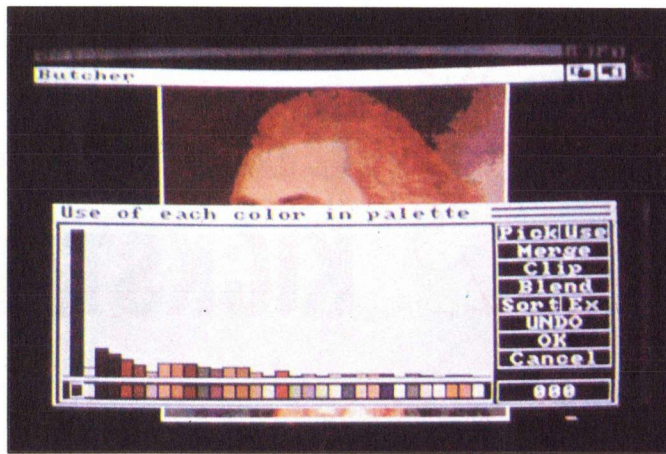 Butcher
Use of each color in palette
Pick Use
Merge
Clip
Blend
Sort Ex
UNDO
OK
Cancel
000